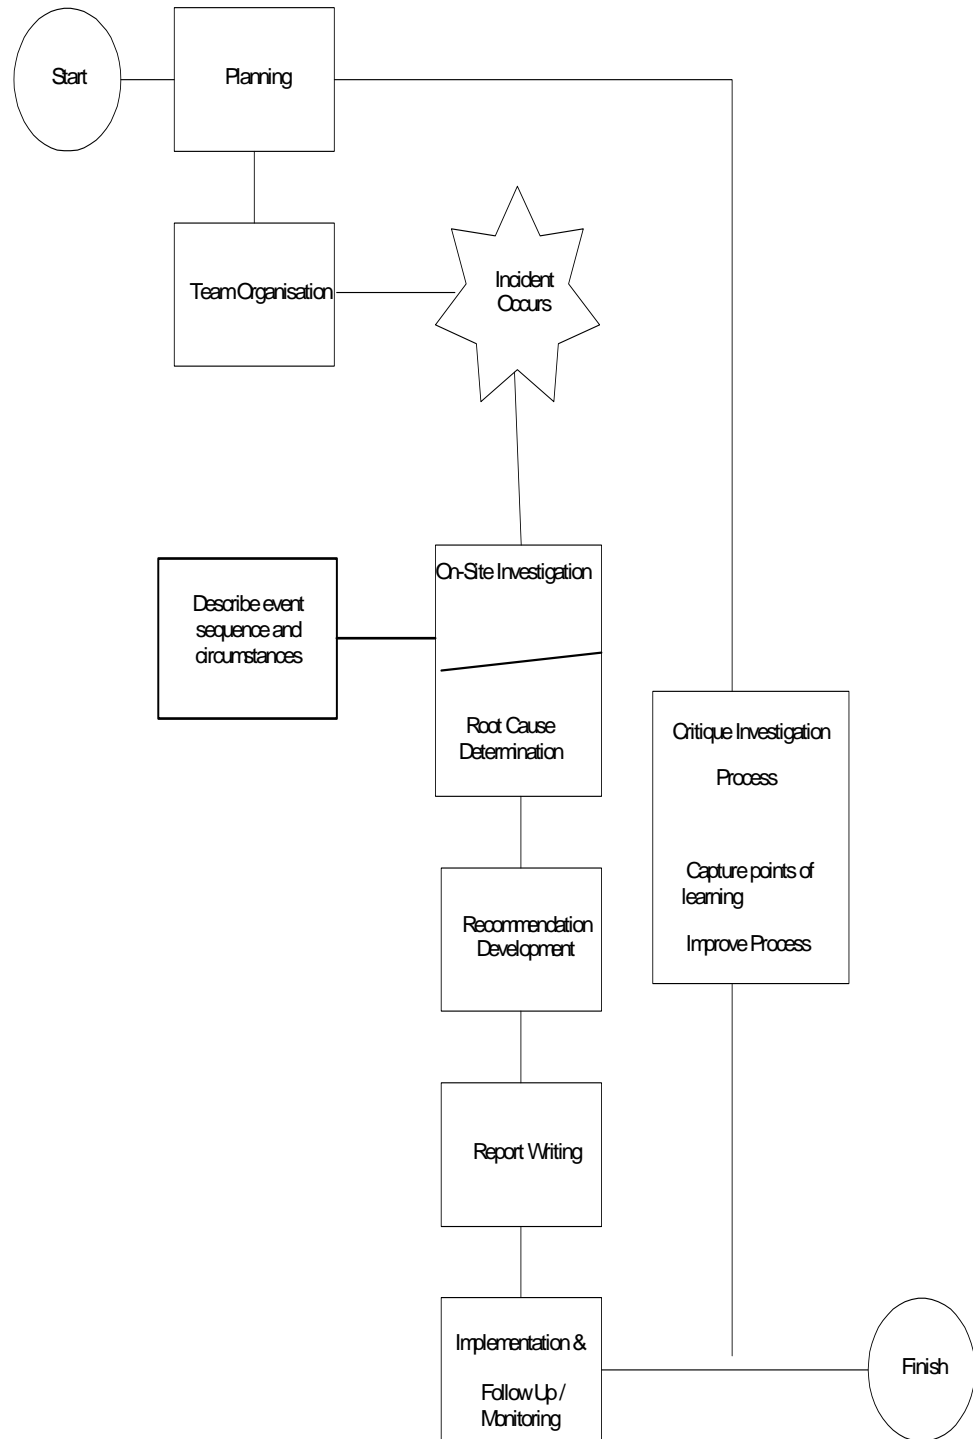 Start
Planning
Team Organisation
Incident
Occurs
On-Site Investigation
Describe event
sequence and
circumstances
Root Cause
Determination
Critique Investigation
Process
Capture points of
learning
Improve Process
Recommendation
Development
Report Writing
Implementation &
Follow Up /
Monitoring
Finish